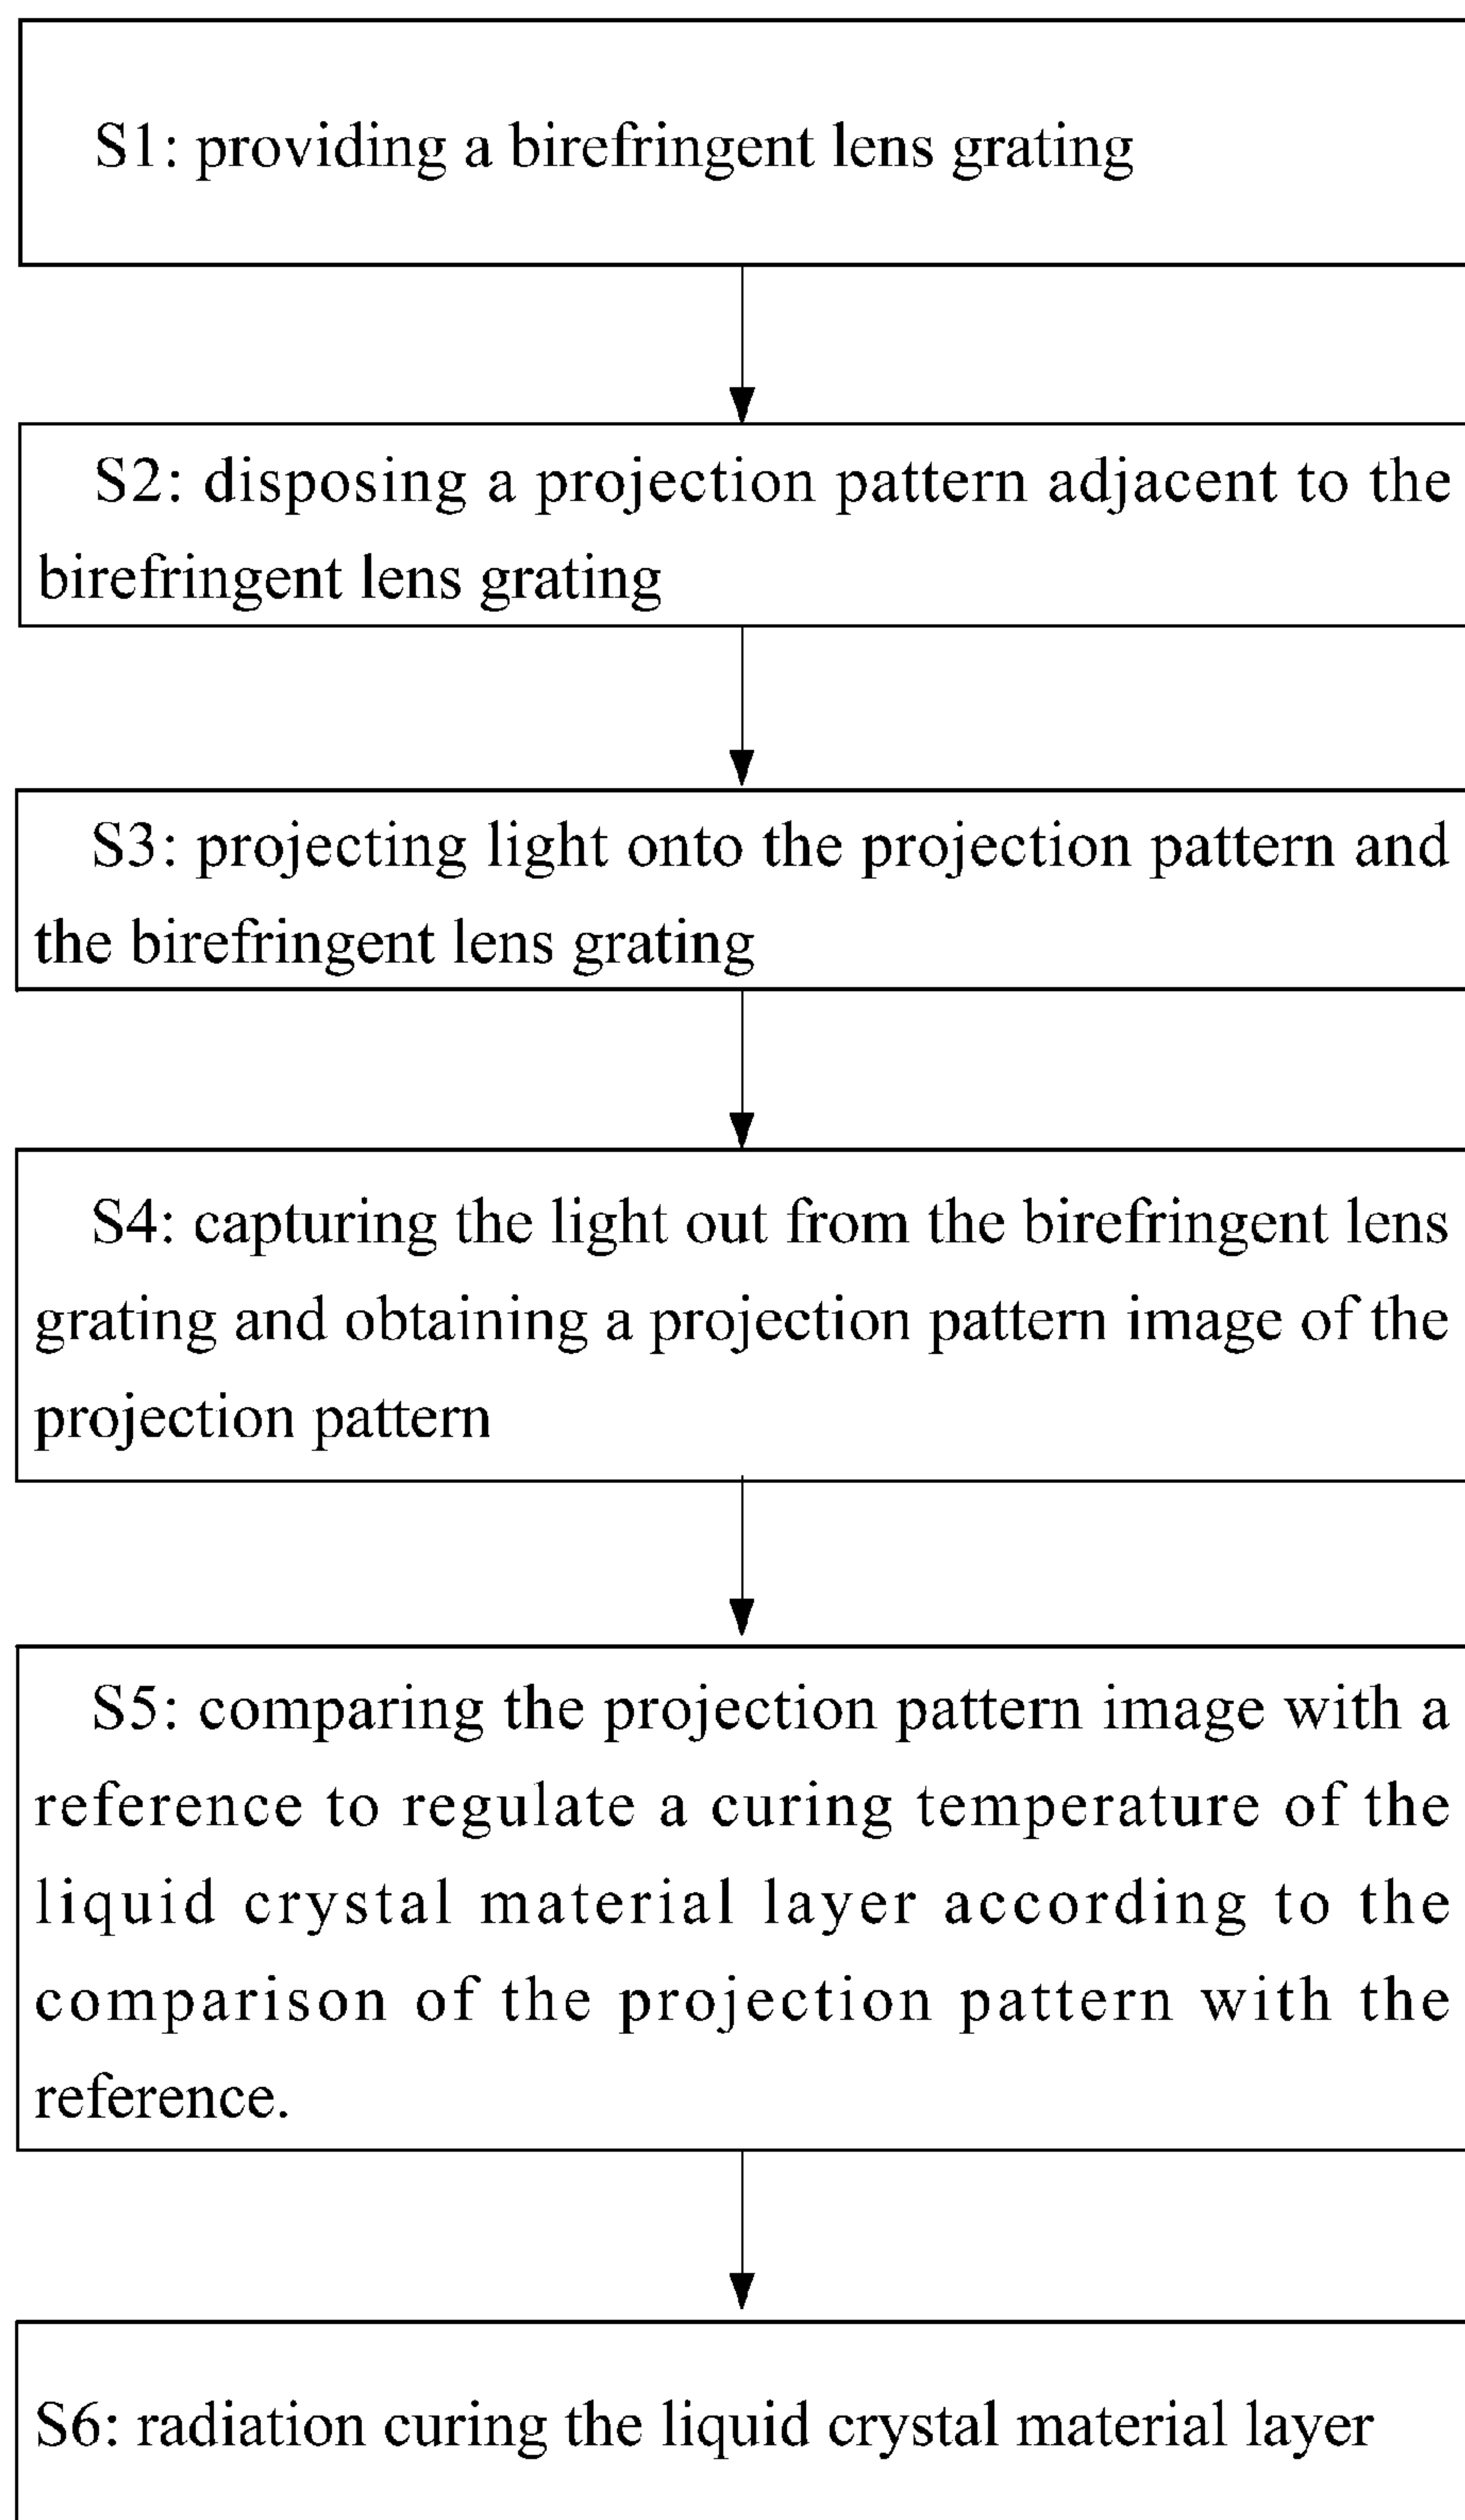 S1: providing a birefringent lens grating
S2: disposing a projection pattern adjacent to the
birefringent lens grating
S3: projecting light onto the projection pattern and
the birefringent lens grating
S4: capturing the light out from the birefringent lens
grating and obtaining a projection pattern image of the
projection pattern
S5: comparing the projection pattern image with a
reference to regulate a curing temperature of the
liquid crystal material layer according to the
comparison of the projection pattern with the
reference.
S6: radiation curing the liquid crystal material layer